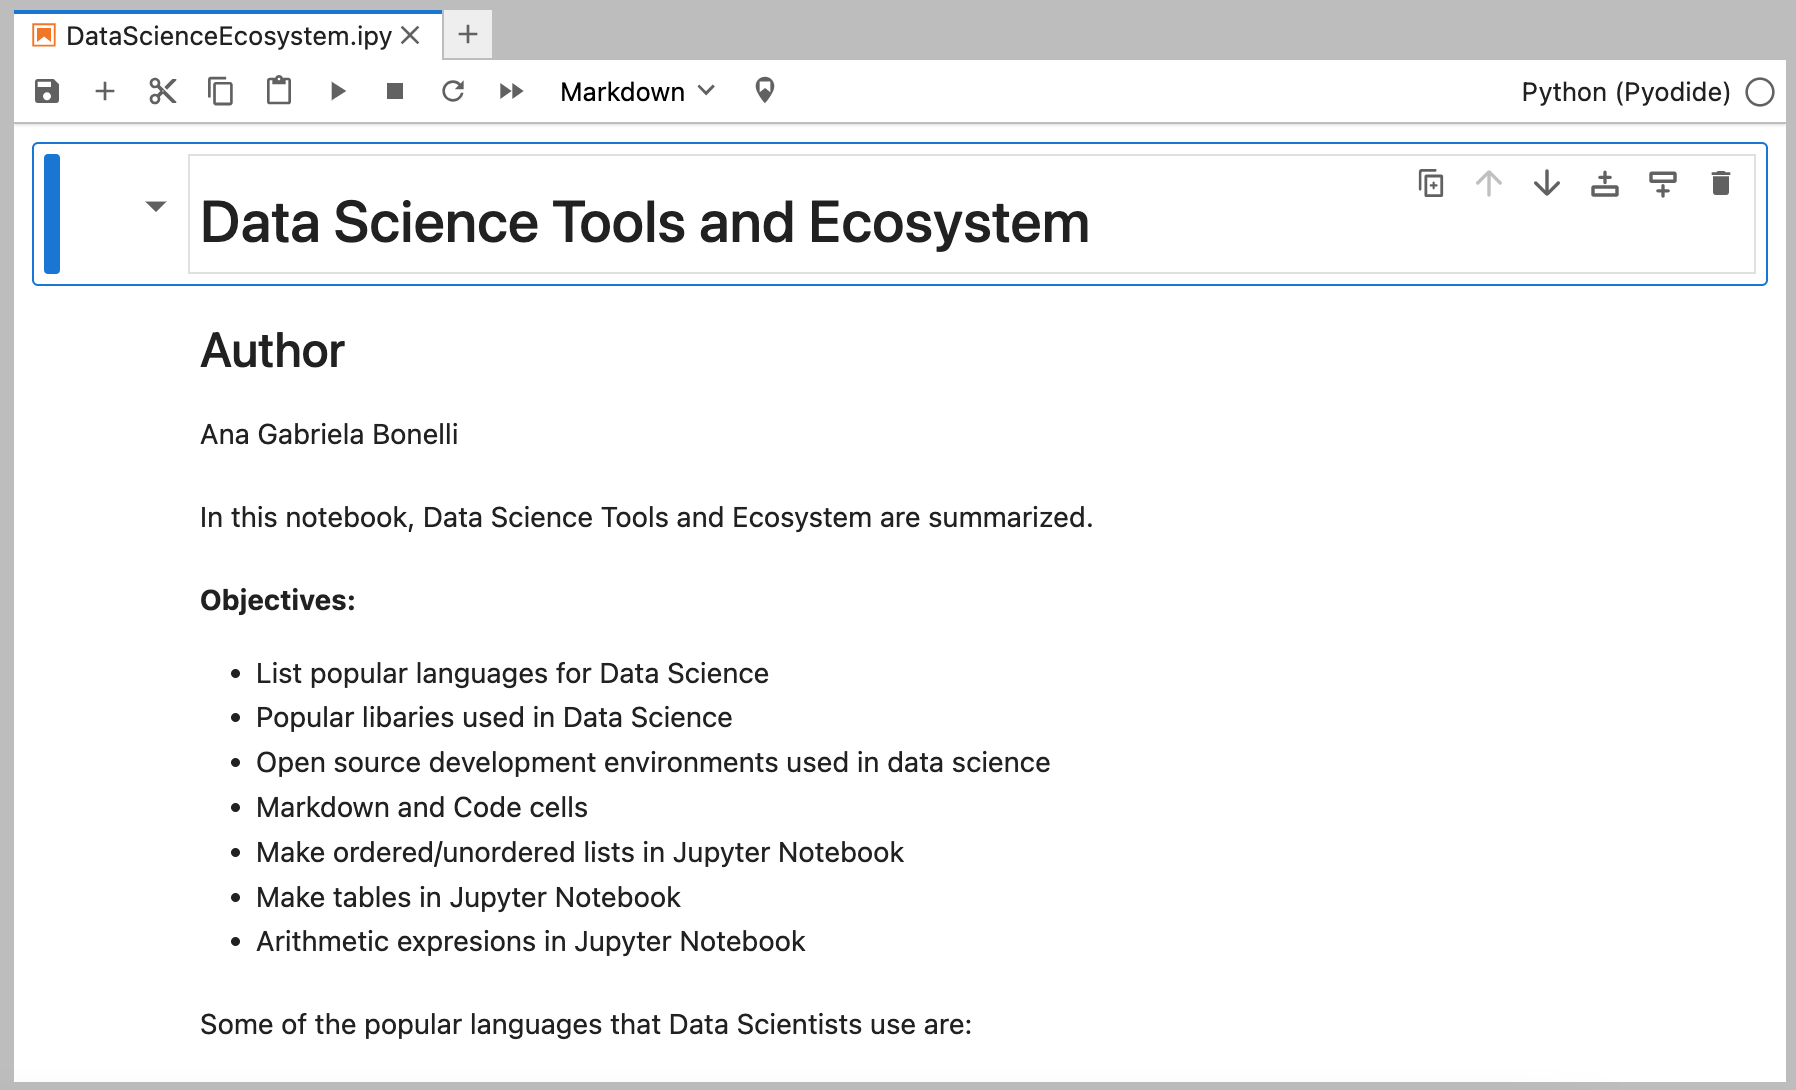 DataScienceEcosystem.ipy
Markdown
Python (Pyodide)
Data Science Tools and Ecosystem
Author
Ana Gabriela Bonelli
In this notebook, Data Science Tools and Ecosystem are summarized.
Objectives:
• List popular languages for Data Science
• Popular libaries used in Data Science
• Open source development environments used in data science
• Markdown and Code cells
• Make ordered/unordered lists in Jupyter Notebook
• Make tables in Jupyter Notebook
• Arithmetic expresions in Jupyter Notebook
Some of the popular languages that Data Scientists use are: